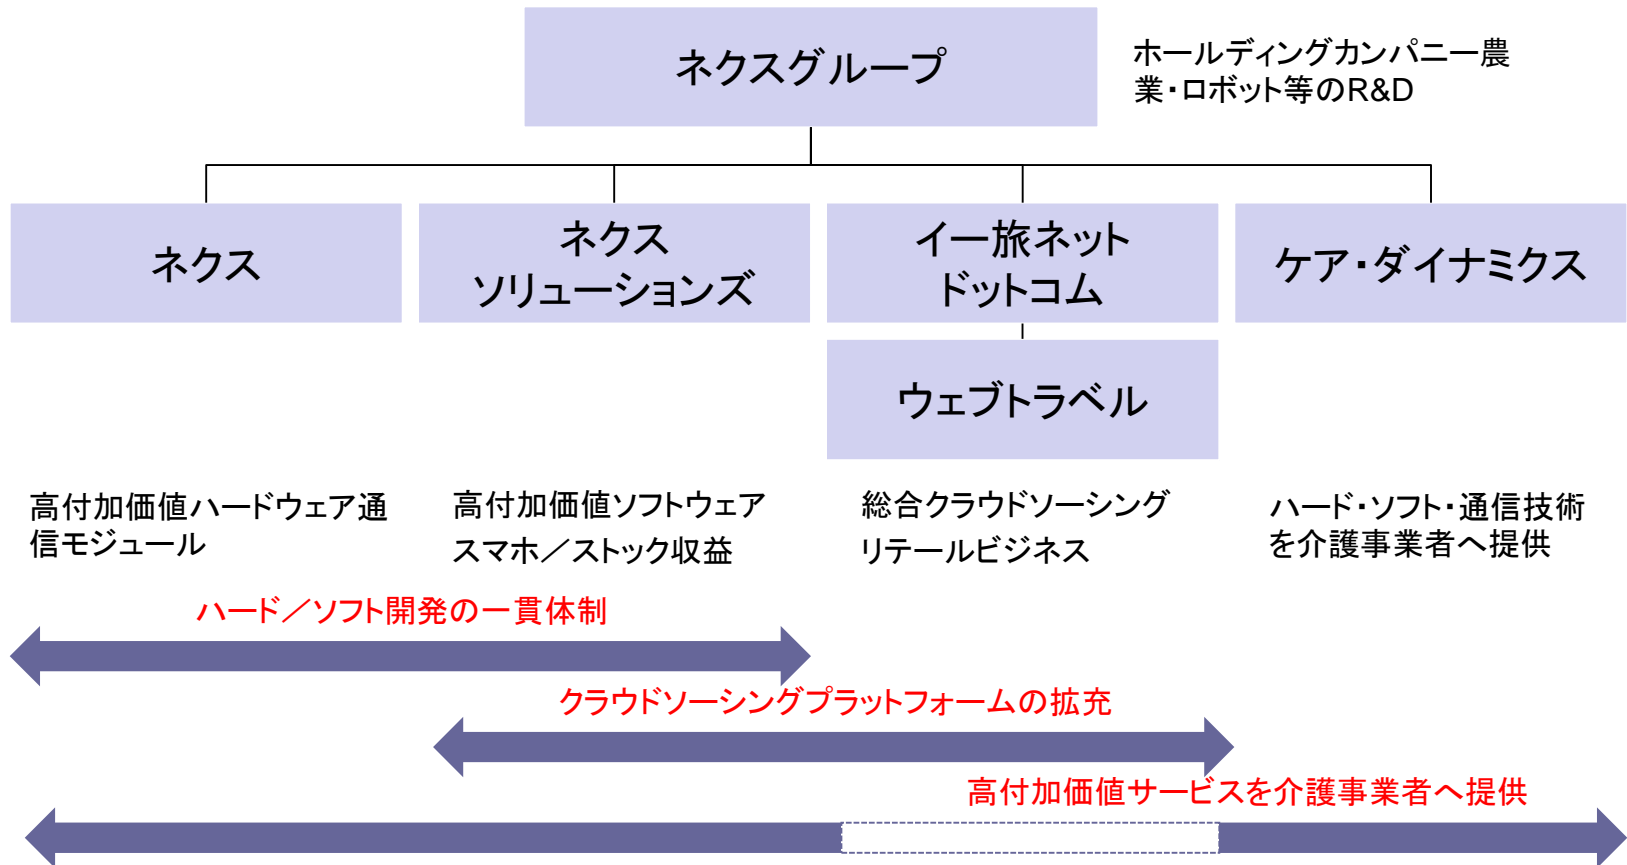 ネクスグループ
ホールディングカンパニー農
業・ロボット等のR&D
ネクス
ネクス
ソリューションズ
イー旅ネット
ドットコム
ケア・ダイナミクス
ウェブトラベル
高付加価値ハードウェア通
信モジュール
高付加価値ソフトウェア
スマホ／ストック収益
総合クラウドソーシング
リテールビジネス
ハード・ソフト・通信技術
を介護事業者へ提供
ハード／ソフト開発の一貫体制
クラウドソーシングプラットフォームの拡充
高付加価値サービスを介護事業者へ提供